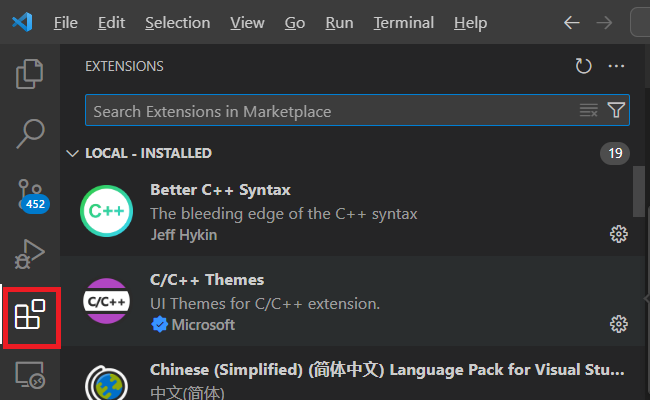 File Edit Selection View Go Run Terminal Help
EXTENSIONS
Search Extensions in Marketplace
LOCAL - INSTALLED 19
Better C++ Syntax
C++
The bleeding edge of the C++ syntax
Jeff Hykin
452
C/C++ Themes
C/C++
UI Themes for C/C++ extension.
Microsoft
Chinese (Simplified) (简体中文) Language Pack for Visual Stu...
中文(简体)